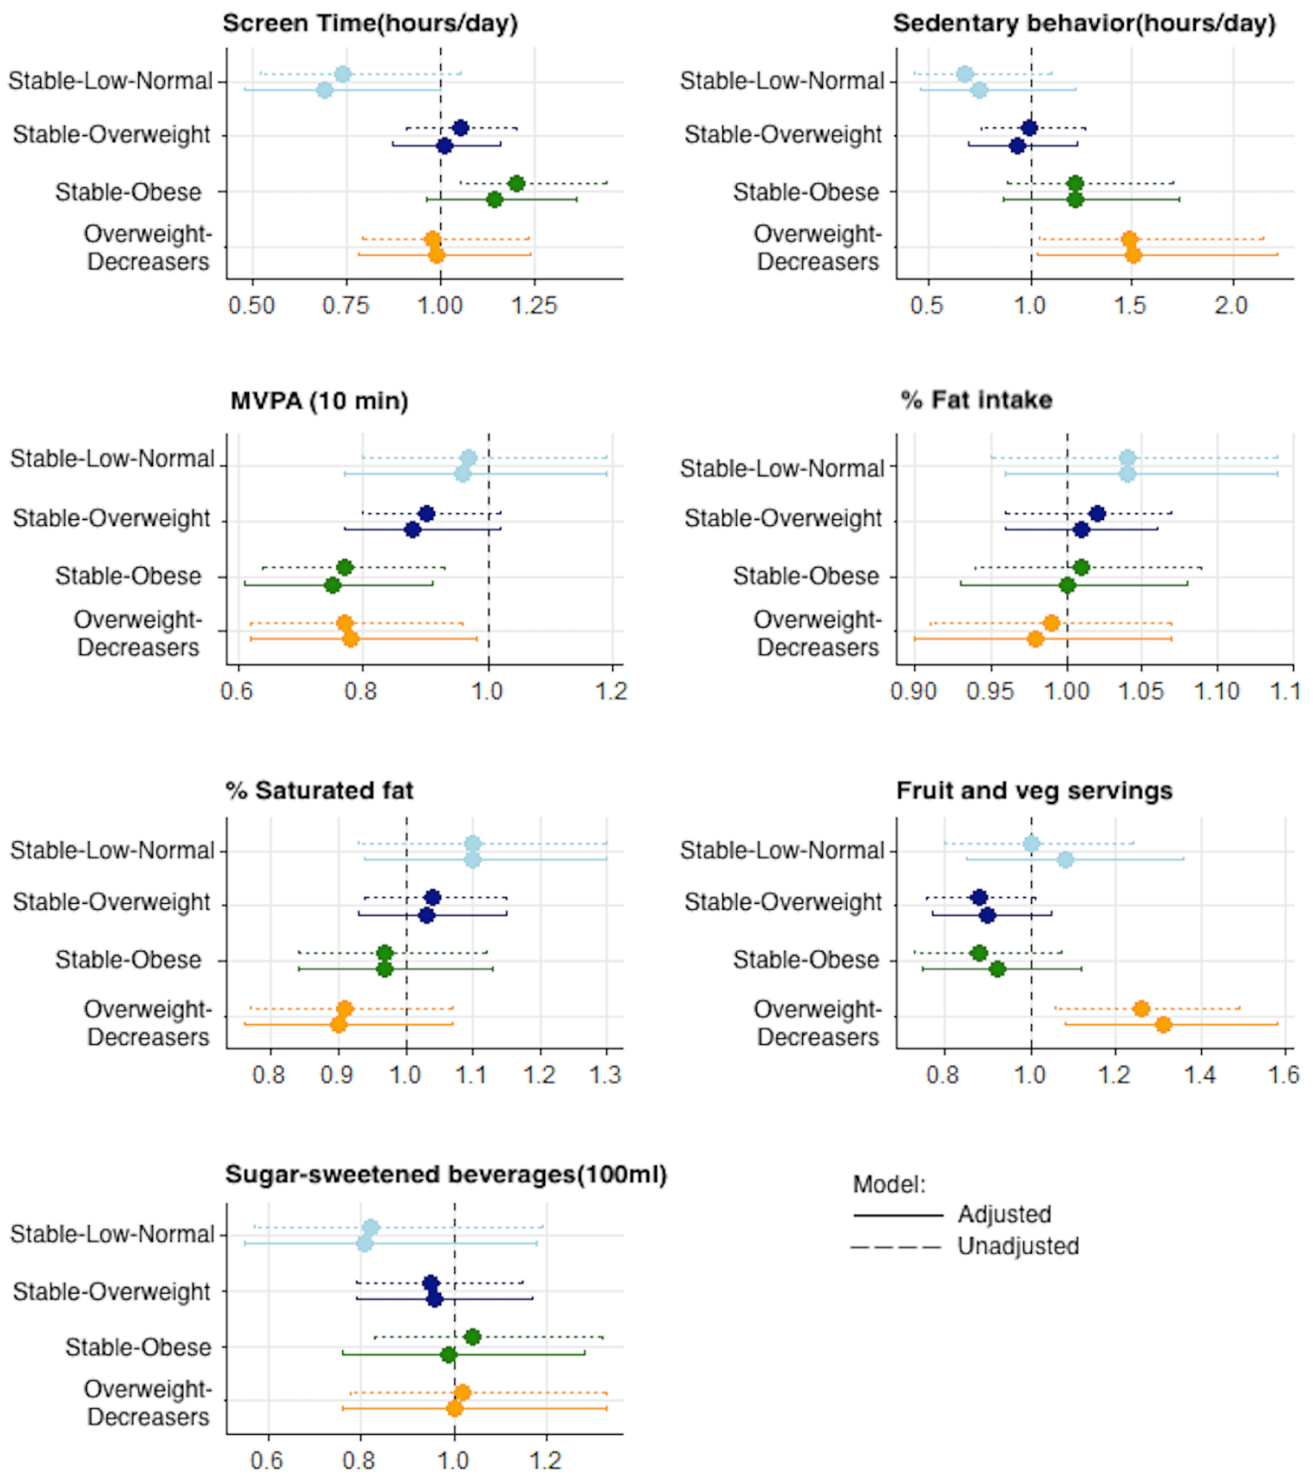 Screen Time(hours/day)
Stable-Low-Normal
Stable-Overweight
Stable-Obese
Overweight-
Decreasers
0.50 0.75 1.00 1.25
Sedentary behavior(hours/day)
Stable-Low-Normal
Stable-Overweight
Stable-Obese
Overweight-
Decreasers
0.5 1.0 1.5 2.0
MVPA (10 min)
Stable-Low-Normal
Stable-Overweight
Stable-Obese
Overweight-
Decreasers
0.6 0.8 1.0 1.2
% Fat intake
Stable-Low-Normal
Stable-Overweight
Stable-Obese
Overweight-
Decreasers
0.90 0.95 1.00 1.05 1.10 1.1
% Saturated fat
Stable-Low-Normal
Stable-Overweight
Stable-Obese
Overweight-
Decreasers
0.8 0.9 1.0 1.1 1.2 1.3
Fruit and veg servings
Stable-Low-Normal
Stable-Overweight
Stable-Obese
Overweight-
Decreasers
0.8 1.0 1.2 1.4 1.6
Sugar-sweetened beverages(100ml)
Stable-Low-Normal
Stable-Overweight
Stable-Obese
Overweight-
Decreasers
0.6 0.8 1.0 1.2
Model:
Adjusted
Unadjusted